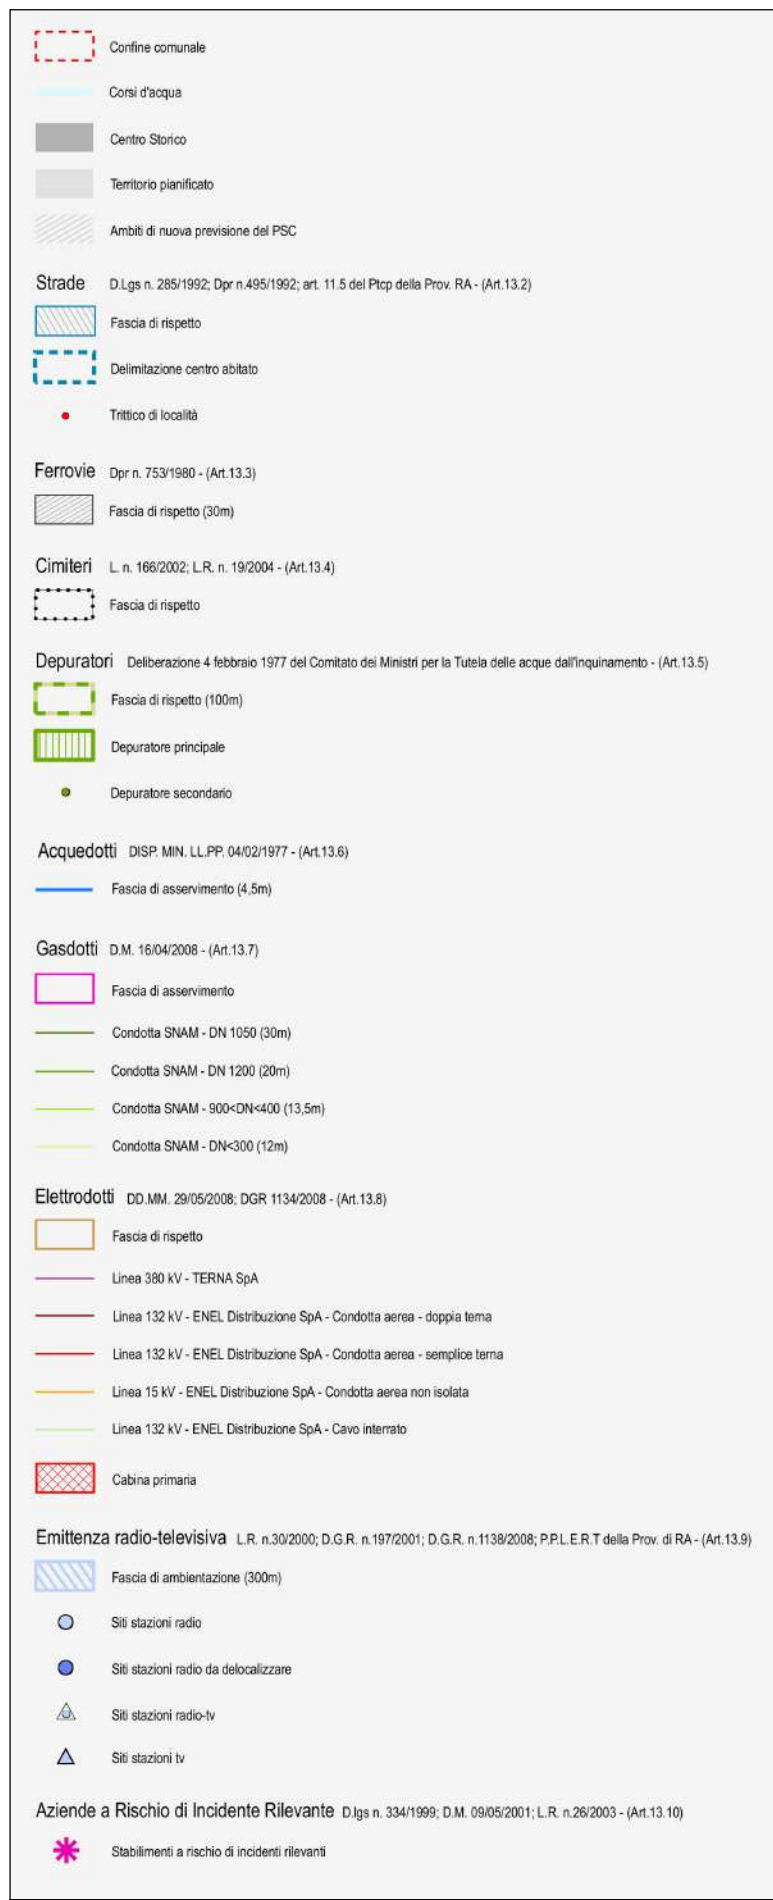 Confine comunale
Corsi d'acqua
Centro Storico
Territorio pianificato
Ambiti di nuova previsione del PSC
Strade D.Lgs n. 285/1992; Dpr n.495/1992; art. 11.5 del Ptcp della Prov. RA - (Art.13.2)
Fascia di rispetto
Delimitazione centro abitato
Trittico di località
Ferrovie Dpr n. 753/1980 - (Art.13.3)
Fascia di rispetto (30m)
Cimiteri L. n. 166/2002; L.R. n. 19/2004 - (Art.13.4)
Fascia di rispetto
Depuratori Deliberazione 4 febbraio 1977 del Comitato dei Ministri per la Tutela delle acque dall'inquinamento - (Art.13.5)
Fascia di rispetto (100m)
Depuratore principale
Depuratore secondario
Acquedotti DISP. MIN. LL.PP. 04/02/1977 - (Art.13.6)
Fascia di asservimento (4,5m)
Gasdotti D.M. 16/04/2008 - (Art.13.7)
Fascia di asservimento
Condotta SNAM - DN 1050 (30m)
Condotta SNAM - DN 1200 (20m)
Condotta SNAM - 900<DN<400 (13,5m)
Condotta SNAM - DN<300 (12m)
Elettrodotti DD.MM. 29/05/2008; DGR 1134/2008 - (Art.13.8)
Fascia di rispetto
Linea 380 kV - TERNA SpA
Linea 132 kV - ENEL Distribuzione SpA - Condotta aerea - doppia terna
Linea 132 kV - ENEL Distribuzione SpA - Condotta aerea - semplice terna
Linea 15 kV - ENEL Distribuzione SpA - Condotta aerea non isolata
Linea 132 kV - ENEL Distribuzione SpA - Cavo interrato
Cabina primaria
Emittenza radio-televisiva L.R. n.30/2000; D.G.R. n.197/2001; D.G.R. n.1138/2008; P.P.L.E.R.T della Prov. di RA - (Art.13.9)
Fascia di ambientazione (300m)
Siti stazioni radio
Siti stazioni radio da delocalizzare
Siti stazioni radio-tv
Siti stazioni tv
Aziende a Rischio di Incidente Rilevante D.lgs n. 334/1999; D.M. 09/05/2001; L.R. n.26/2003 - (Art.13.10)
Stabilimenti a rischio di incidenti rilevanti